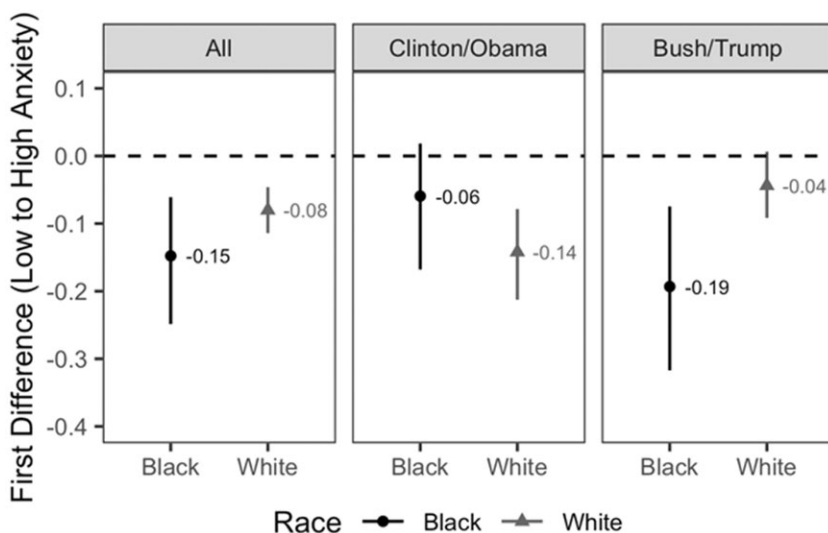 All
Clinton/Obama
Bush/Trump
First Difference (Low to High Anxiety)
0.1
0.0
-0.1
-0.2
-0.3
-0.4
-0.15
-0.08
-0.06
-0.14
-0.19
-0.04
Black White
Black White
Black White
Race Black White